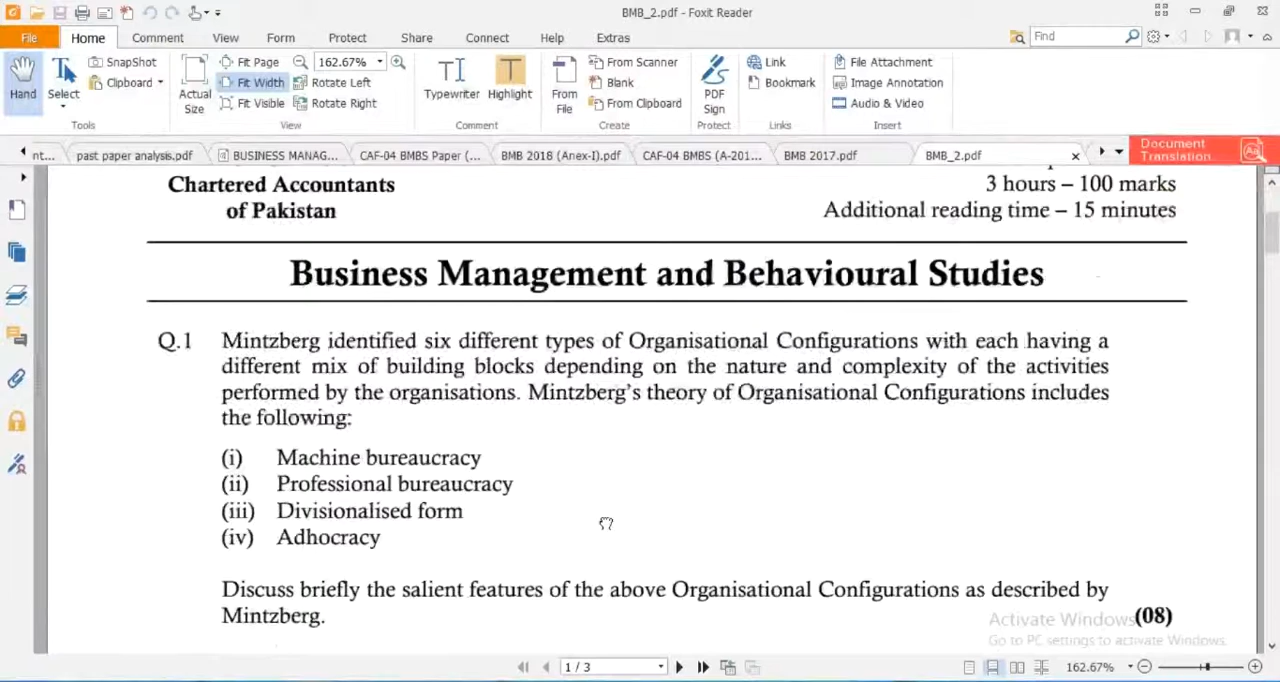 BMB_2.pdf - Foxit Reader
File Home Comment View Form Protect Share Connect Help Extras Find
Hand Select SnapShot Clipboard Actual Size Fit Page Fit Width Fit Visible 162.67% Rotate Left Rotate Right Typewriter Highlight From File From Scanner Blank From Clipboard PDF Sign Link Bookmark File Attachment Image Annotation Audio & Video
Tools View Comment Create Protect Links Insert
nt... past paper analysis.pdf BUSINESS MANAG... CAF-04 BMBS Paper (... BMB 2018 (Anex-I).pdf CAF-04 BMBS (A-201... BMB 2017.pdf BMB_2.pdf Document Translation
Chartered Accountants 3 hours – 100 marks
of Pakistan Additional reading time – 15 minutes
Business Management and Behavioural Studies
Q.1 Mintzberg identified six different types of Organisational Configurations with each having a
different mix of building blocks depending on the nature and complexity of the activities
performed by the organisations. Mintzberg's theory of Organisational Configurations includes
the following:
(i) Machine bureaucracy
(ii) Professional bureaucracy
(iii) Divisionalised form
(iv) Adhocracy
Discuss briefly the salient features of the above Organisational Configurations as described by
Mintzberg. (08)
Activate Windows
Go to PC settings to activate Windows.
1 / 3 162.67%